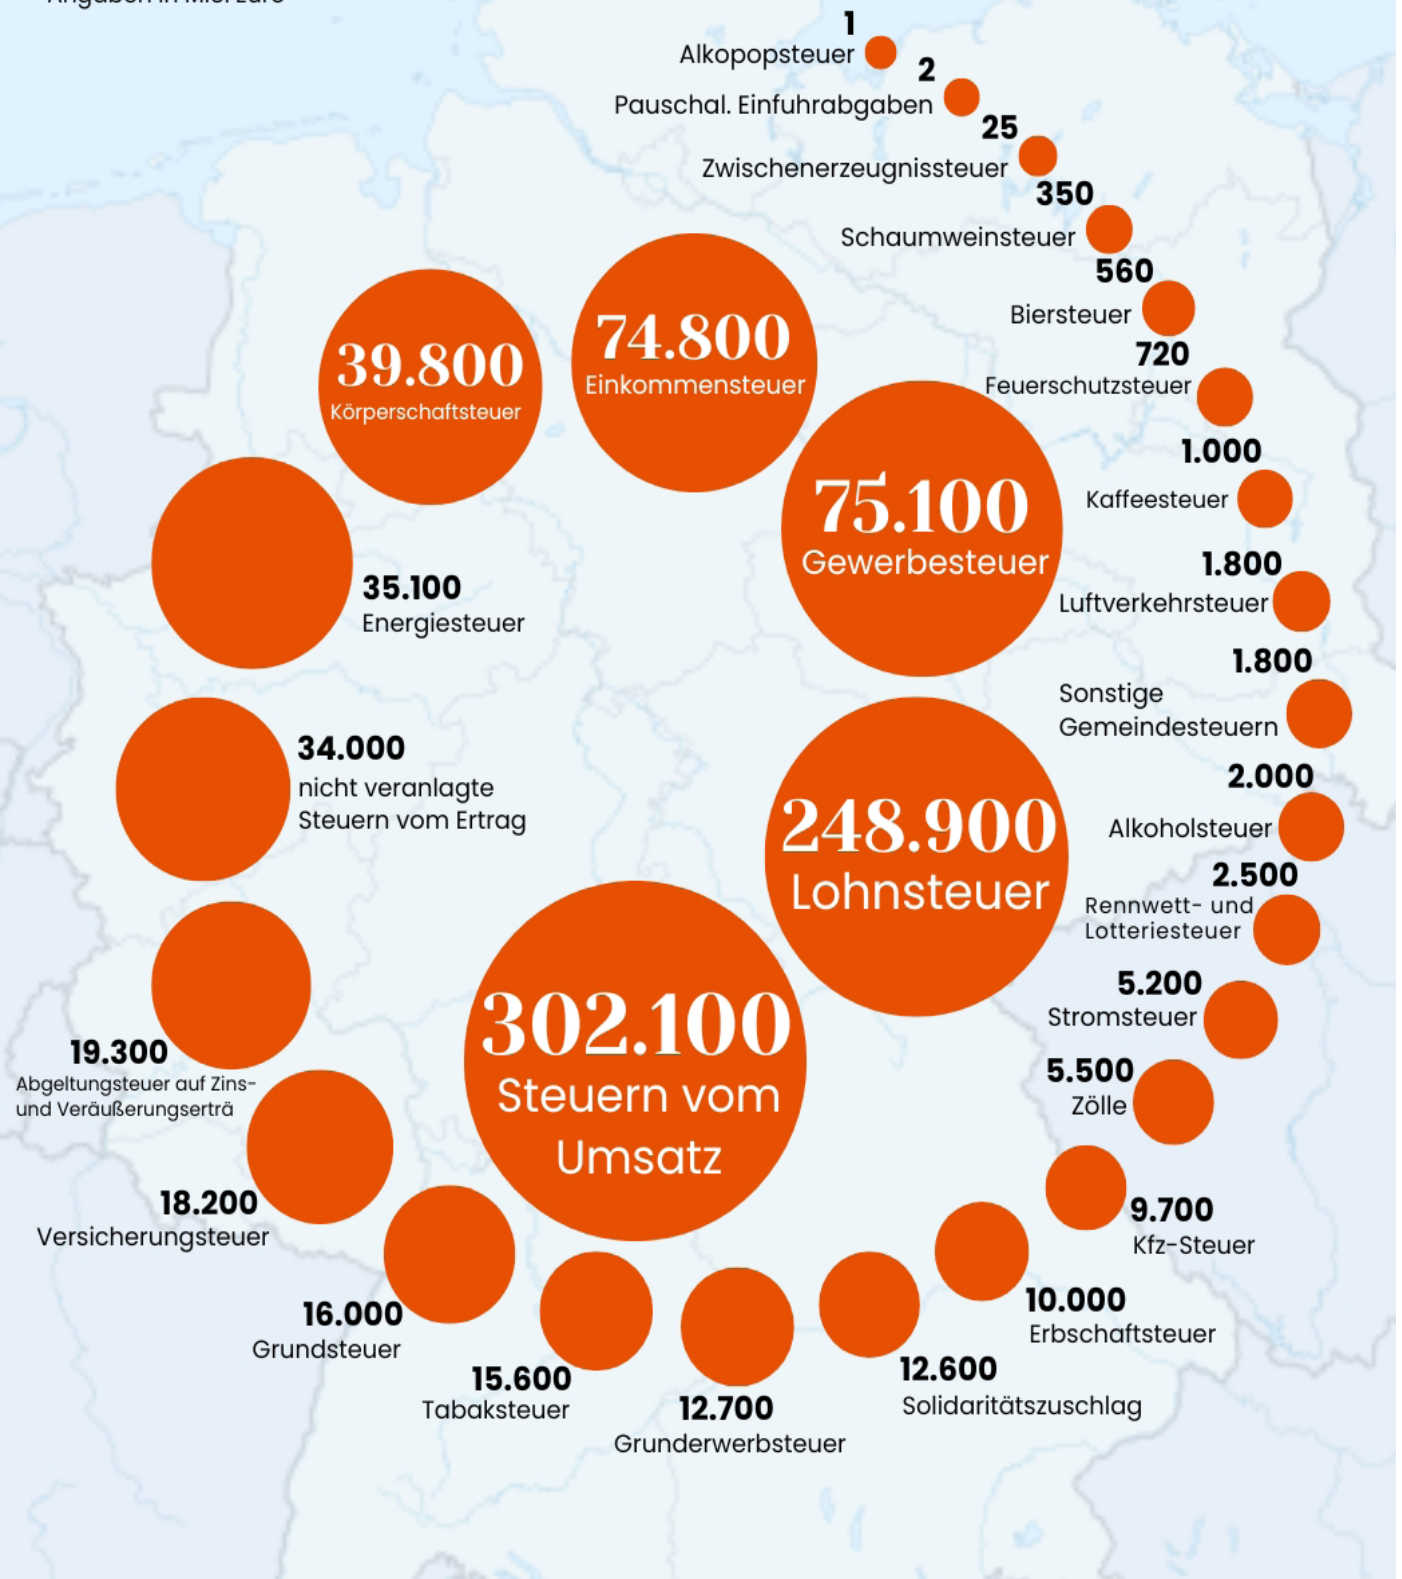 Angaben in Mio. Euro
1
Alkopopsteuer
2
Pauschal. Einfuhrabgaben
25
Zwischenerzeugnissteuer
350
Schaumweinsteuer
560
Biersteuer
720
Feuerschutzsteuer
1.000
Kaffeesteuer
1.800
Luftverkehrsteuer
1.800
Sonstige
Gemeindesteuern
2.000
Alkoholsteuer
2.500
Rennwett- und
Lotteriesteuer
5.200
Stromsteuer
5.500
Zölle
9.700
Kfz-Steuer
10.000
Erbschaftsteuer
12.600
Solidaritätszuschlag
12.700
Grunderwerbsteuer
15.600
Tabaksteuer
16.000
Grundsteuer
18.200
Versicherungsteuer
19.300
Abgeltungsteuer auf Zins-
und Veräußerungserträ
34.000
nicht veranlagte
Steuern vom Ertrag
35.100
Energiesteuer
39.800
Körperschaftsteuer
74.800
Einkommensteuer
75.100
Gewerbesteuer
248.900
Lohnsteuer
302.100
Steuern vom
Umsatz